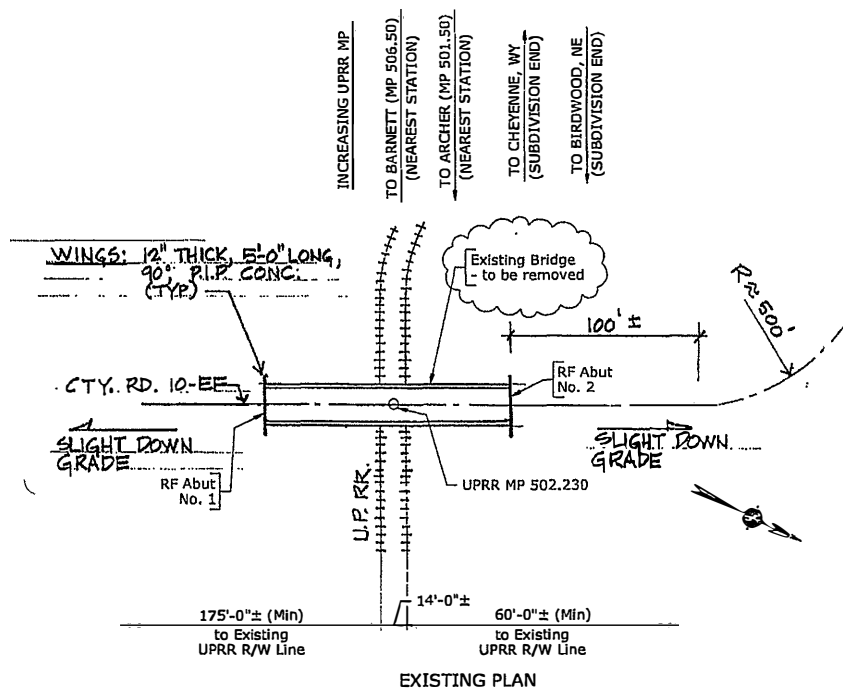 INCREASING UPRR MP
TO BARNETT (MP 506.50)
(NEAREST STATION)
TO ARCHER (MP 501.50)
(NEAREST STATION)
TO CHEYENNE, WY
(SUBDIVISION END)
TO BIRDWOOD, NE
(SUBDIVISION END)
WINGS: 12" THICK, 5'-0" LONG,
90° P.I.P. CONC.
(TYP)
Existing Bridge
- to be removed
100' ±
R ≈ 500'
CTY. RD. 10-EE
RF Abut
No. 2
SLIGHT DOWN
GRADE
SLIGHT DOWN
GRADE
RF Abut
No. 1
UPRR MP 502.230
U.P. RR.
14'-0"±
175'-0"± (Min)
to Existing
UPRR R/W Line
60'-0"± (Min)
to Existing
UPRR R/W Line
EXISTING PLAN